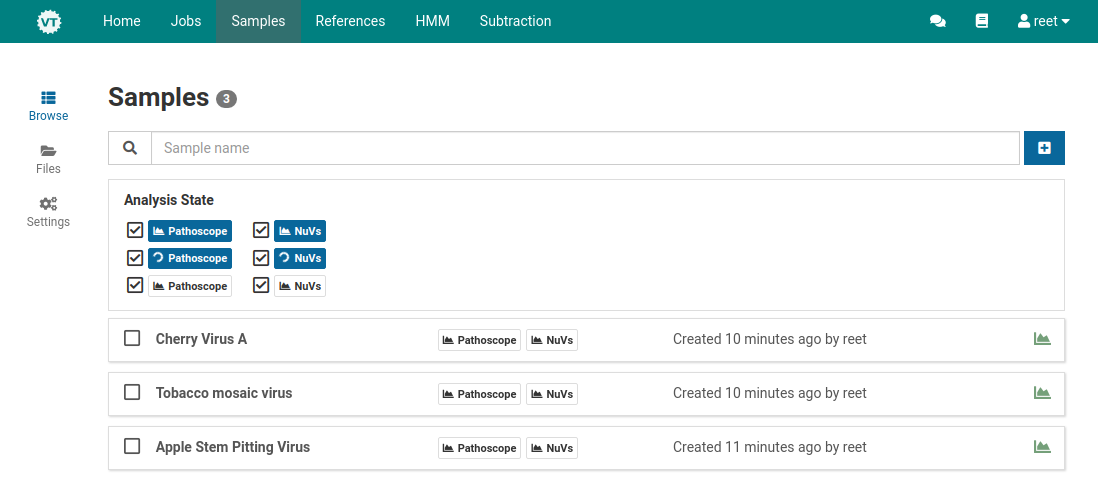 VT Home Jobs Samples References HMM Subtraction reet
Browse
Files
Settings
Samples 3
Sample name
Analysis State
Pathoscope NuVs
Pathoscope NuVs
Pathoscope NuVs
Cherry Virus A Pathoscope NuVs Created 10 minutes ago by reet
Tobacco mosaic virus Pathoscope NuVs Created 10 minutes ago by reet
Apple Stem Pitting Virus Pathoscope NuVs Created 11 minutes ago by reet